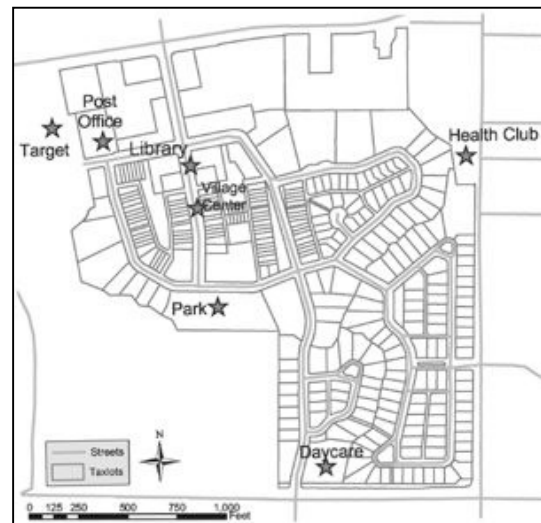 Post
Office
Target
Library
Health Club
Village
Center
Park
N
Streets
Taxlots
Daycare
0 125 250 500 750 1,000
Feet